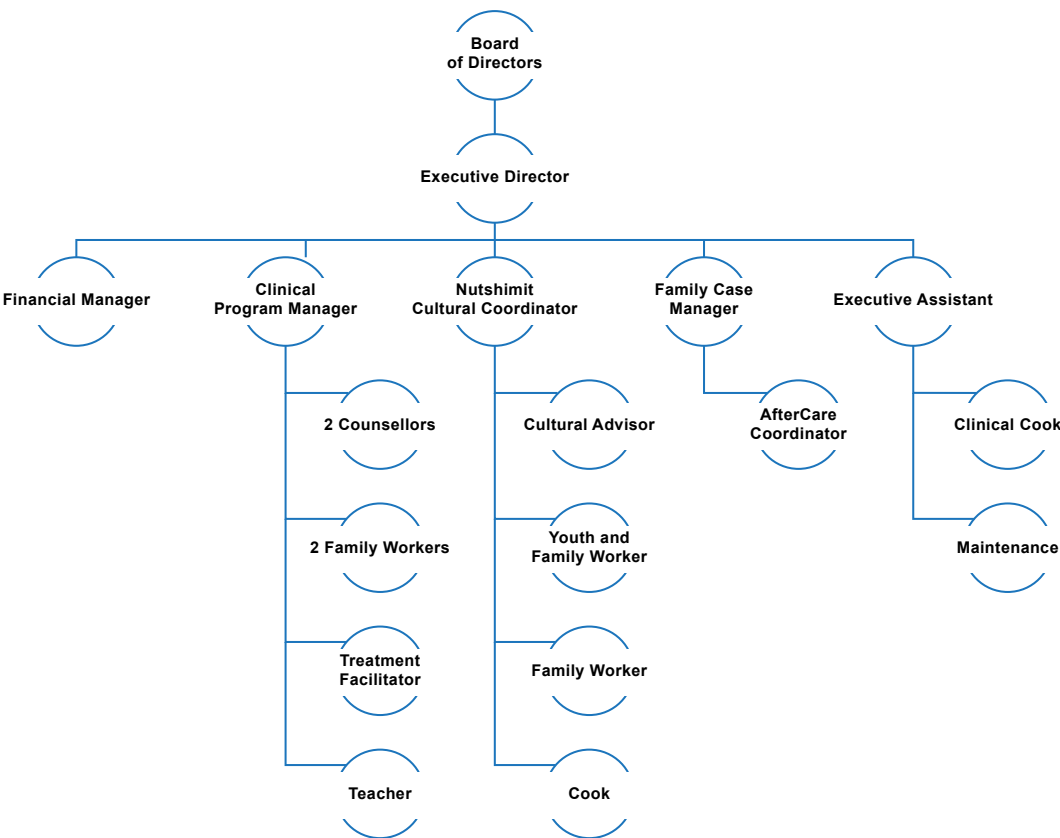 Board
of Directors
Executive Director
Financial Manager
Clinical
Program Manager
Nutshimit
Cultural Coordinator
Family Case
Manager
Executive Assistant
2 Counsellors
Cultural Advisor
AfterCare
Coordinator
Clinical Cook
2 Family Workers
Youth and
Family Worker
Maintenance
Treatment
Facilitator
Family Worker
Teacher
Cook